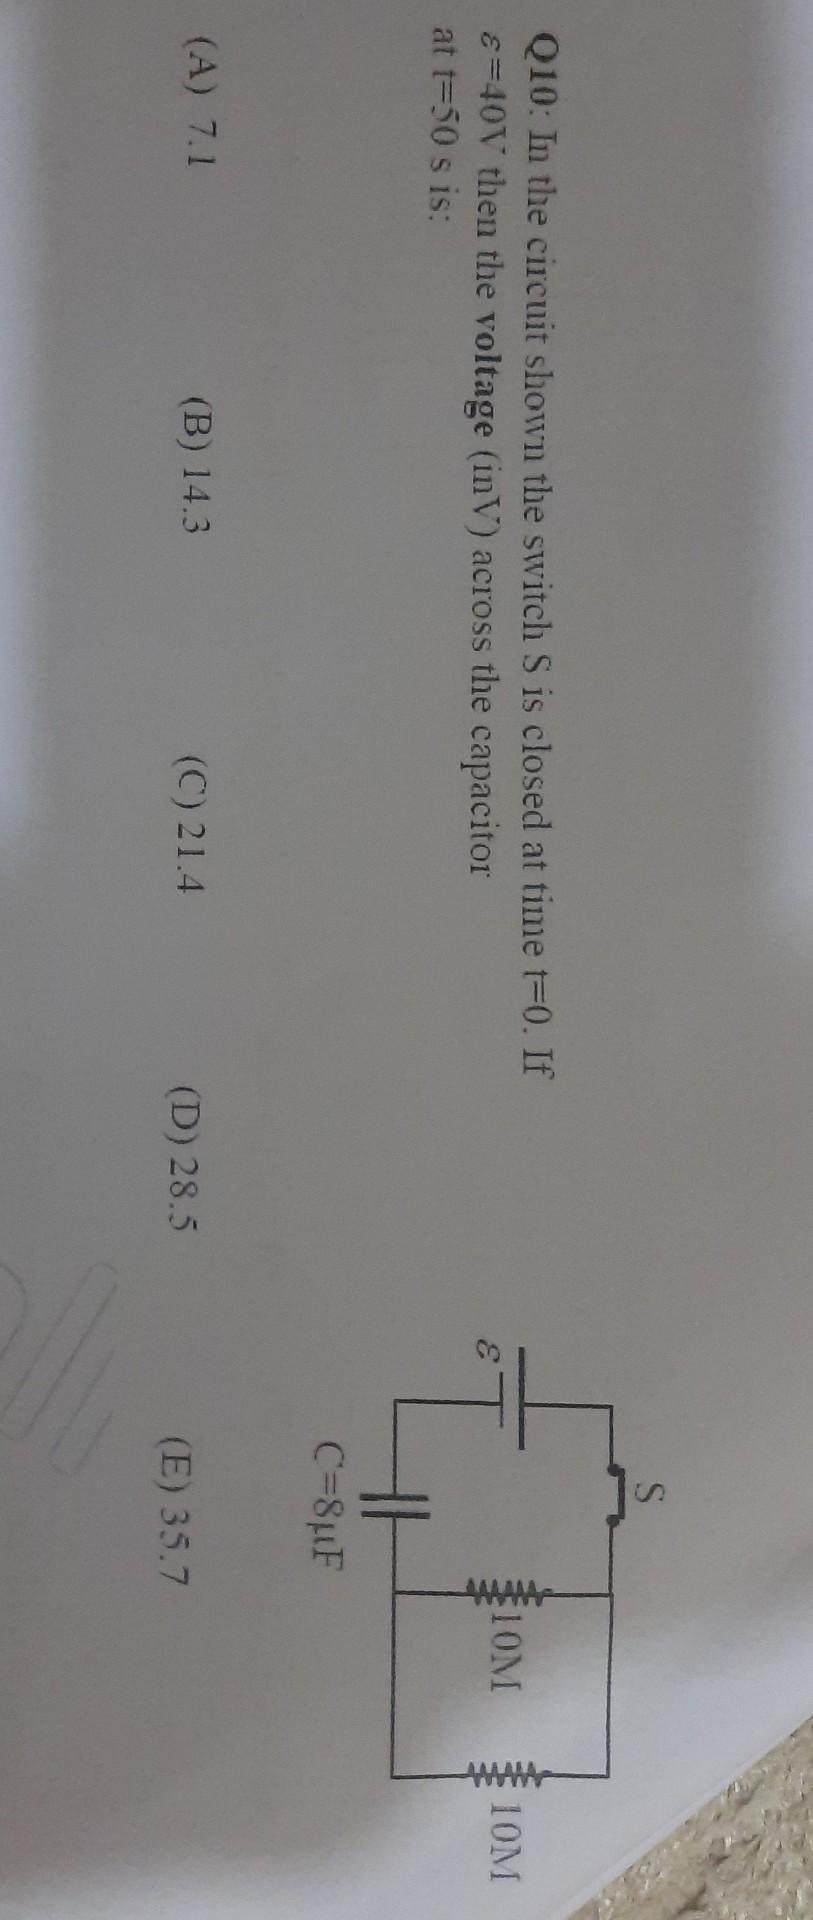 Q10: In the circuit shown the switch S is closed at time t=0. If
ε=40V then the voltage (inV) across the capacitor
at t=50 s is:
S
ε
10M
10M
C=8μF
(A) 7.1 (B) 14.3 (C) 21.4 (D) 28.5 (E) 35.7